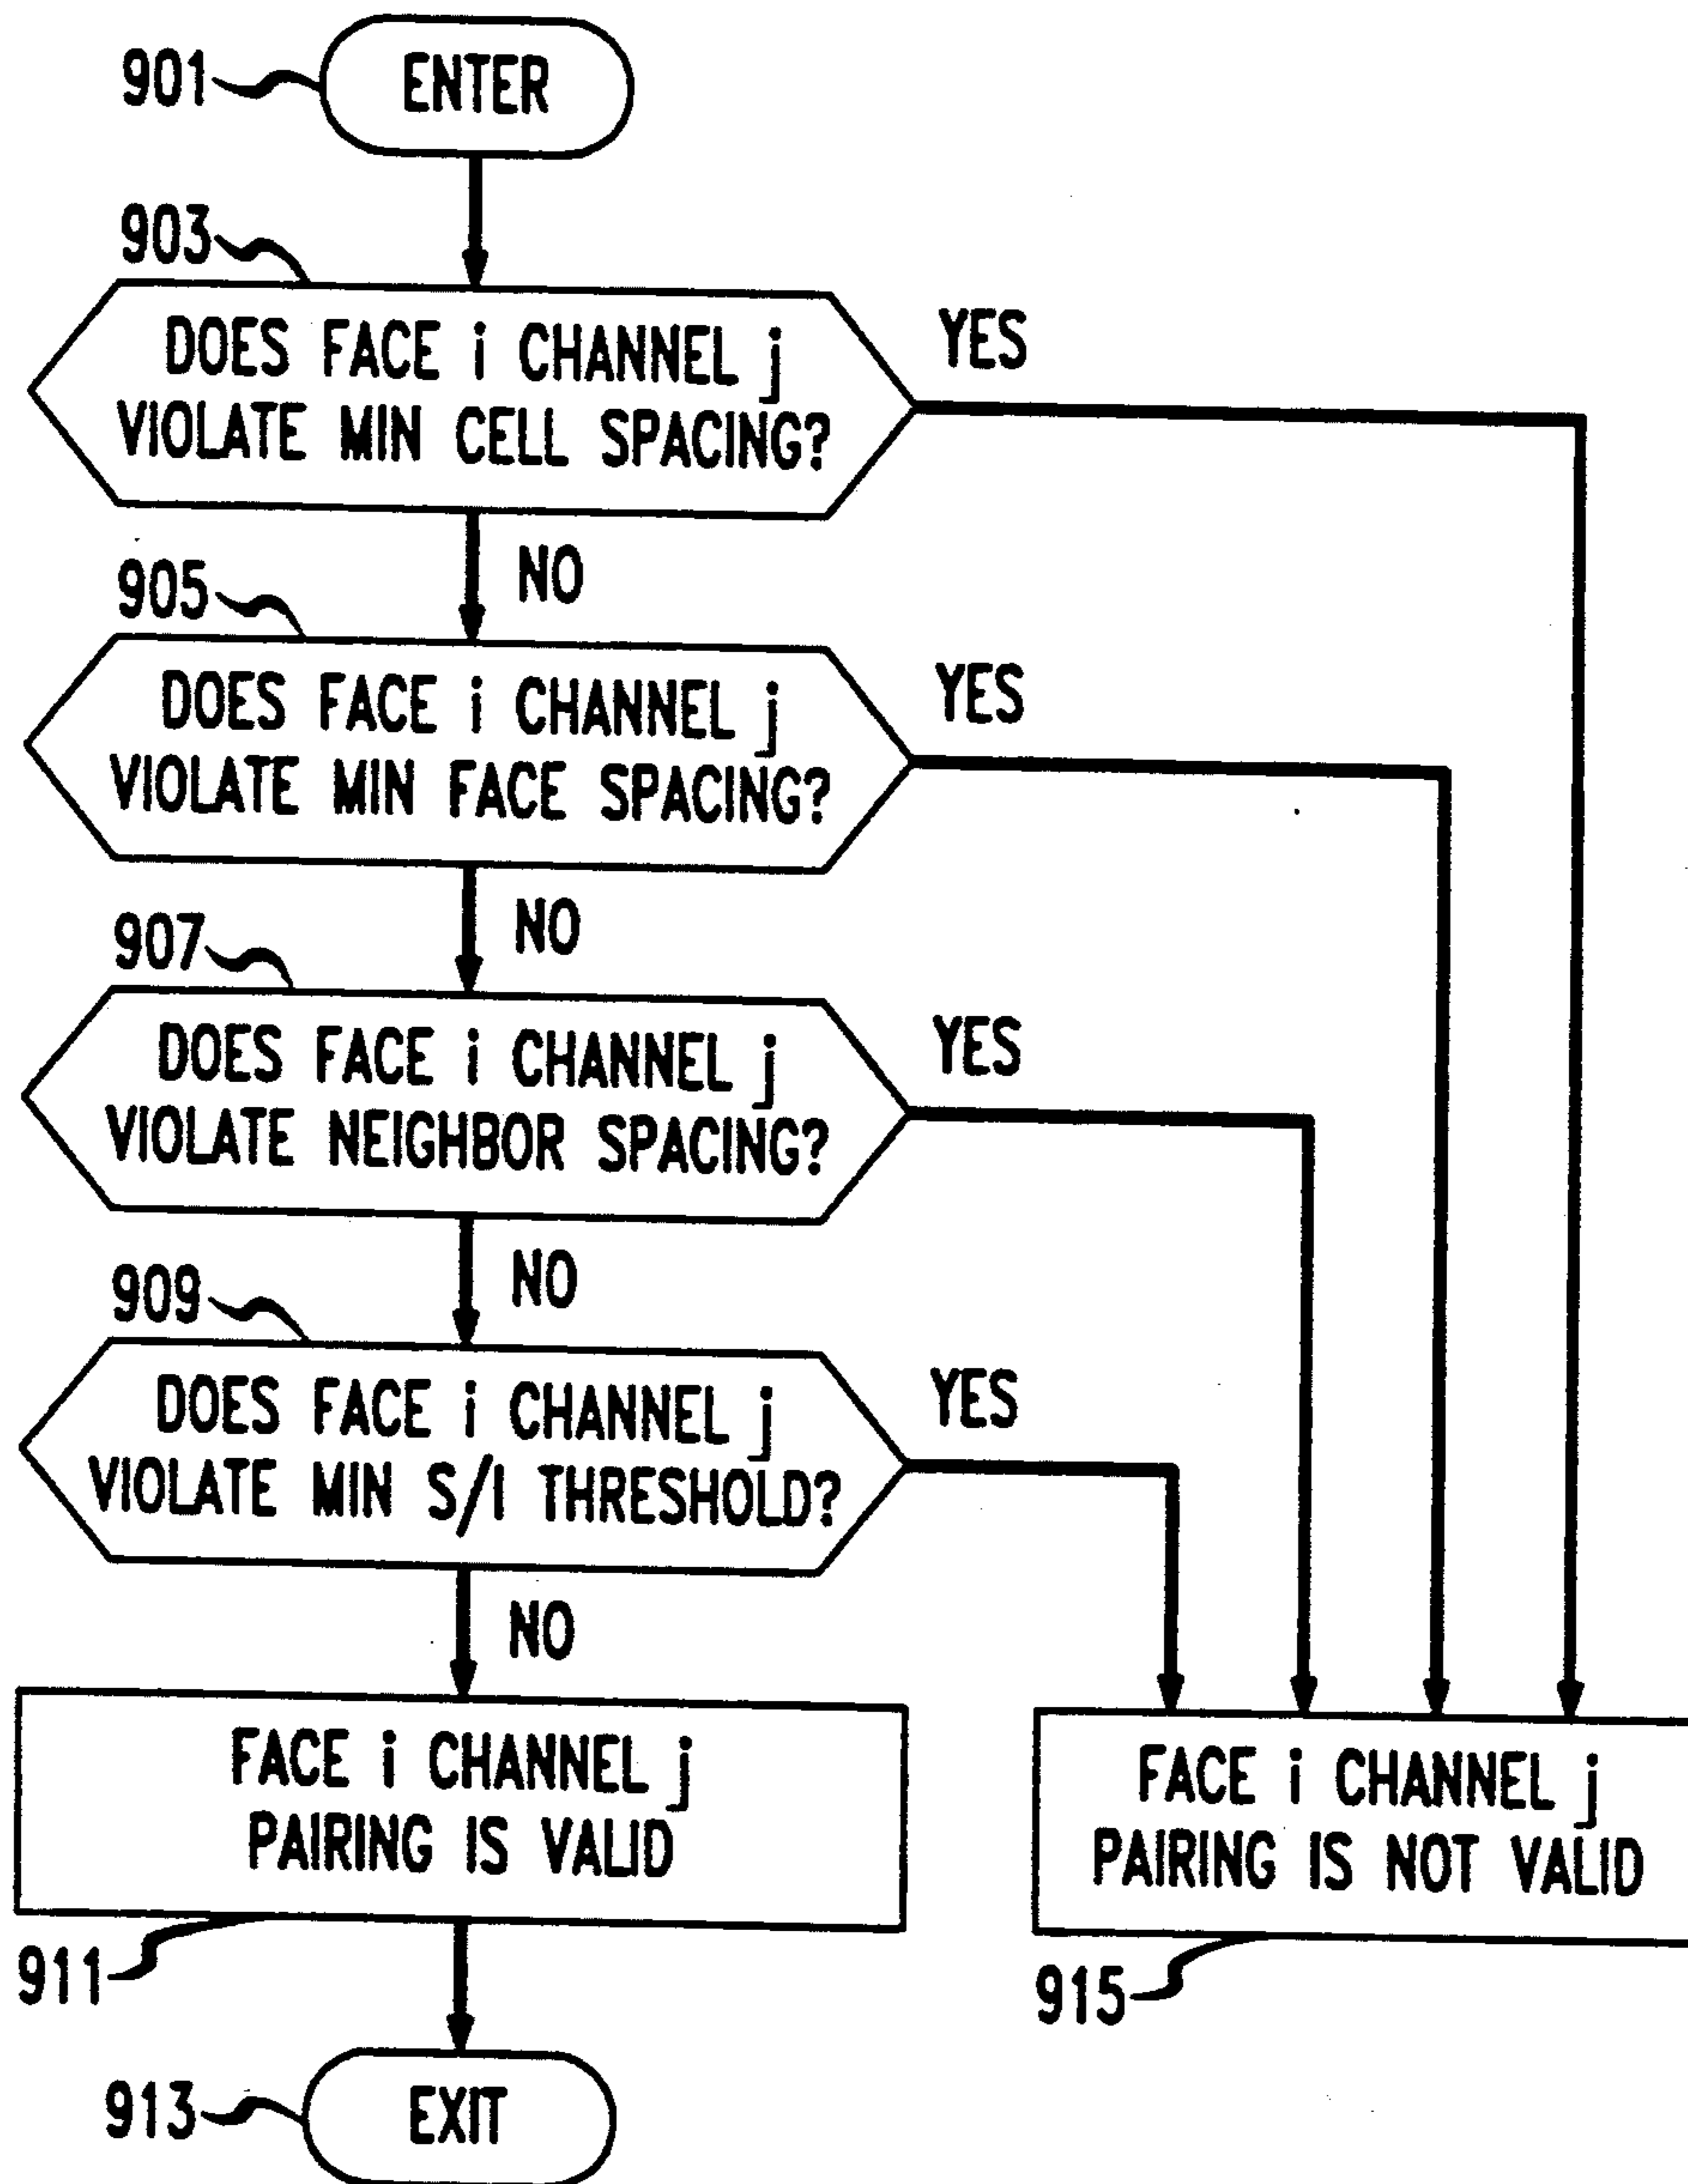 901
ENTER
903
DOES FACE i CHANNEL j
VIOLATE MIN CELL SPACING?
YES
NO
905
DOES FACE i CHANNEL j
VIOLATE MIN FACE SPACING?
YES
NO
907
DOES FACE i CHANNEL j
VIOLATE NEIGHBOR SPACING?
YES
NO
909
DOES FACE i CHANNEL j
VIOLATE MIN S/I THRESHOLD?
YES
NO
FACE i CHANNEL j
PAIRING IS VALID
911
FACE i CHANNEL j
PAIRING IS NOT VALID
915
913
EXIT